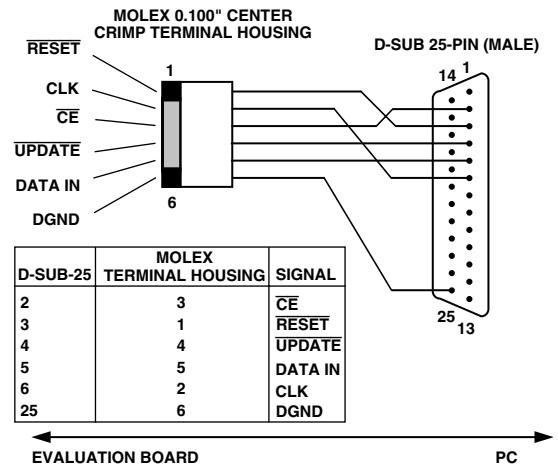 MOLEX 0.100" CENTER
CRIMP TERMINAL HOUSING
D-SUB 25-PIN (MALE)
RESET
CLK
CE
UPDATE
DATA IN
DGND
1
6
14 1
25 13
D-SUB-25 MOLEX TERMINAL HOUSING SIGNAL
2 3 CE
3 1 RESET
4 4 UPDATE
5 5 DATA IN
6 2 CLK
25 6 DGND
EVALUATION BOARD PC